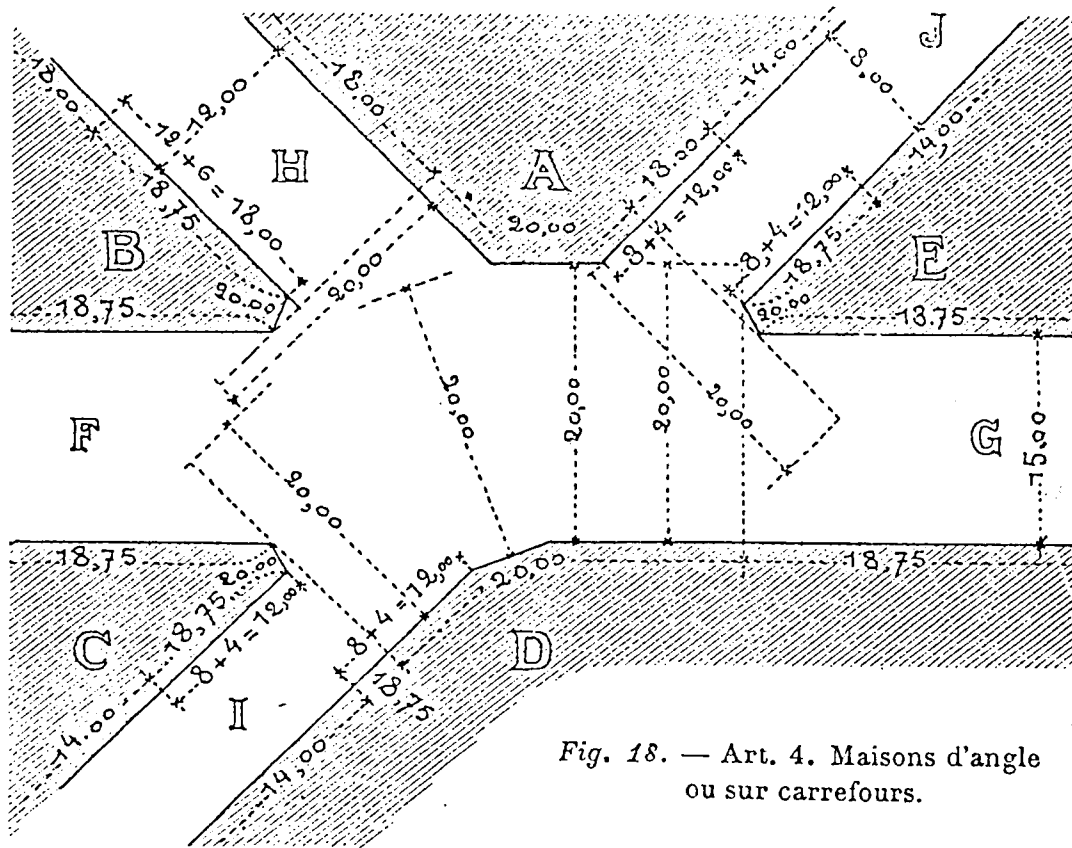 J
18.00
12,00
12+6=18,00
18,75
H
18,00
A
20,00
14.00
8,00
13.00
8+4=12,00
14,00
8+4=12,00
18,75
B
E
20.00
20.00
18,75
18.75
20,00
F
20,00
20,00
20,00
20,00
G
15.00
20,00
18,75
20.00
18,75
8+4=12,00
8+4=12,00
20,00
18,75
C
I
D
18,75
14.00
14,00
Fig. 18. — Art. 4. Maisons d'angle
ou sur carrefours.